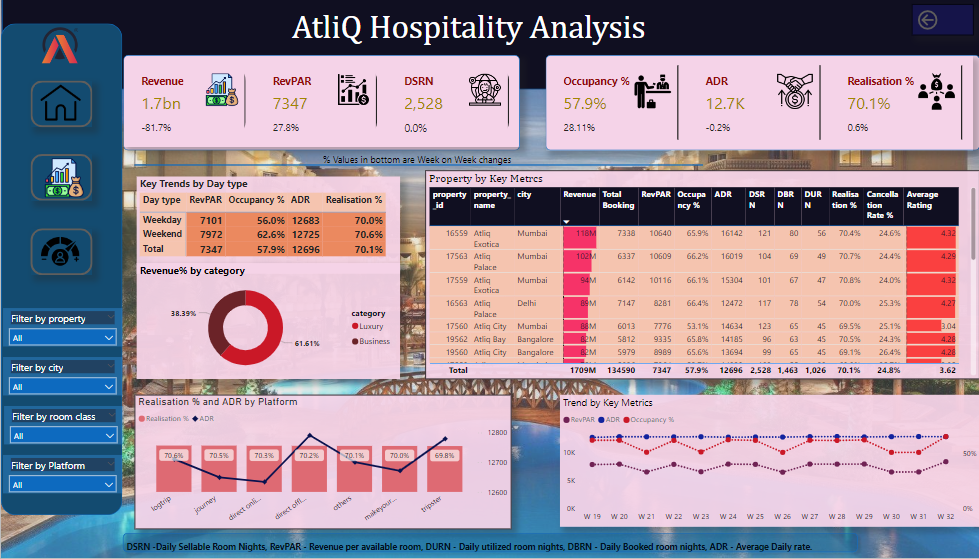 AtliQ Hospitality Analysis
Revenue
1.7bn
-81.7%
RevPAR
7347
27.8%
DSRN
2,528
0.0%
Occupancy %
57.9%
28.11%
ADR
12.7K
-0.2%
Realisation %
70.1%
0.6%
% Values in bottom are Week on Week changes
Key Trends by Day type
Day type RevPAR Occupancy % ADR Realisation %
Weekday 7101 56.0% 12683 70.0%
Weekend 7972 62.6% 12725 70.6%
Total 7347 57.9% 12696 70.1%
Revenue% by category
38.39%
61.61%
category
Luxury
Business
Property by Key Metrcs
property_id property_name city Revenue Total Booking RevPAR Occupancy % ADR DSRN DBRN DURN Realisation % Cancellation Rate % Average Rating
16559 Atliq Exotica Mumbai 118M 7338 10640 65.9% 16142 121 80 56 70.4% 24.6% 4.32
17563 Atliq Palace Mumbai 102M 6337 10609 66.2% 16019 104 69 49 70.7% 24.4% 4.29
17559 Atliq Exotica Mumbai 94M 6142 10116 66.1% 15304 101 67 47 70.8% 24.0% 4.32
16563 Atliq Palace Delhi 89M 7147 8281 66.4% 12472 117 78 54 70.0% 25.3% 4.27
17560 Atliq City Mumbai 88M 6013 7776 53.1% 14634 123 65 45 69.5% 25.1% 3.04
19562 Atliq Bay Bangalore 82M 5812 9335 65.8% 14185 96 63 45 70.5% 24.3% 4.28
19560 Atliq City Bangalore 82M 5979 8989 65.6% 13694 99 65 45 69.1% 26.4% 4.28
Total 1709M 134590 7347 57.9% 12696 2,528 1,463 1,026 70.1% 24.8% 3.62
Filter by property
All
Filter by city
All
Filter by room class
All
Filter by Platform
All
Realisation % and ADR by Platform
Realisation % ADR
70.6% 70.5% 70.3% 70.2% 70.1% 70.0% 69.8%
12800
12700
12600
logtrip journey direct onli... direct offl... others makeyour... tripster
Trend by Key Metrics
RevPAR ADR Occupancy %
10K
5K
0K
50%
0%
W 19 W 20 W 21 W 22 W 23 W 24 W 25 W 26 W 27 W 28 W 29 W 30 W 31 W 32
DSRN -Daily Sellable Room Nights, RevPAR - Revenue per available room, DURN - Daily utilized room nights, DBRN - Daily Booked room nights, ADR - Average Daily rate.